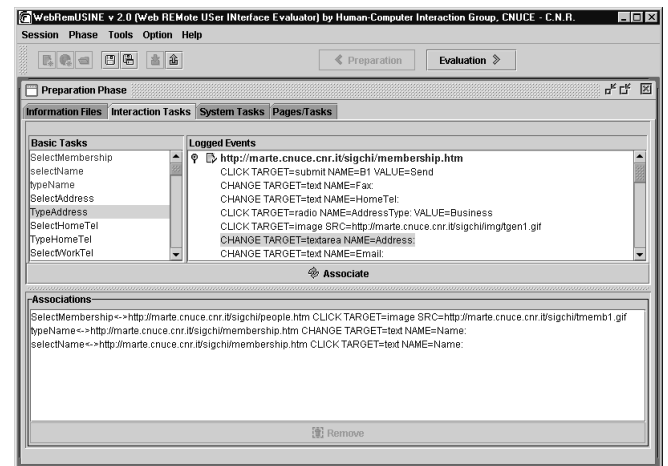 WebRemUSINE v 2.0 (Web REMote USer INterface Evaluator) by Human-Computer Interaction Group, CNUCE - C.N.R.
Session Phase Tools Option Help
Preparation Evaluation
Preparation Phase
Information Files Interaction Tasks System Tasks Pages/Tasks
Basic Tasks
SelectMembership
selectName
typeName
SelectAddress
TypeAddress
SelectHomeTel
TypeHomeTel
SelectWorkTel
Logged Events
http://marte.cnuce.cnr.it/sigchi/membership.htm
CLICK TARGET=submit NAME=B1 VALUE=Send
CHANGE TARGET=text NAME=Fax:
CHANGE TARGET=text NAME=HomeTel:
CLICK TARGET=radio NAME=AddressType: VALUE=Business
CLICK TARGET=image SRC=http://marte.cnuce.cnr.it/sigchi/img/tgen1.gif
CHANGE TARGET=textarea NAME=Address:
CHANGE TARGET=text NAME=Email:
Associate
Associations
SelectMembership<->http://marte.cnuce.cnr.it/sigchi/people.htm CLICK TARGET=image SRC=http://marte.cnuce.cnr.it/sigchi/tmemb1.gif
typeName<->http://marte.cnuce.cnr.it/sigchi/membership.htm CHANGE TARGET=text NAME=Name:
selectName<->http://marte.cnuce.cnr.it/sigchi/membership.htm CLICK TARGET=text NAME=Name:
Remove